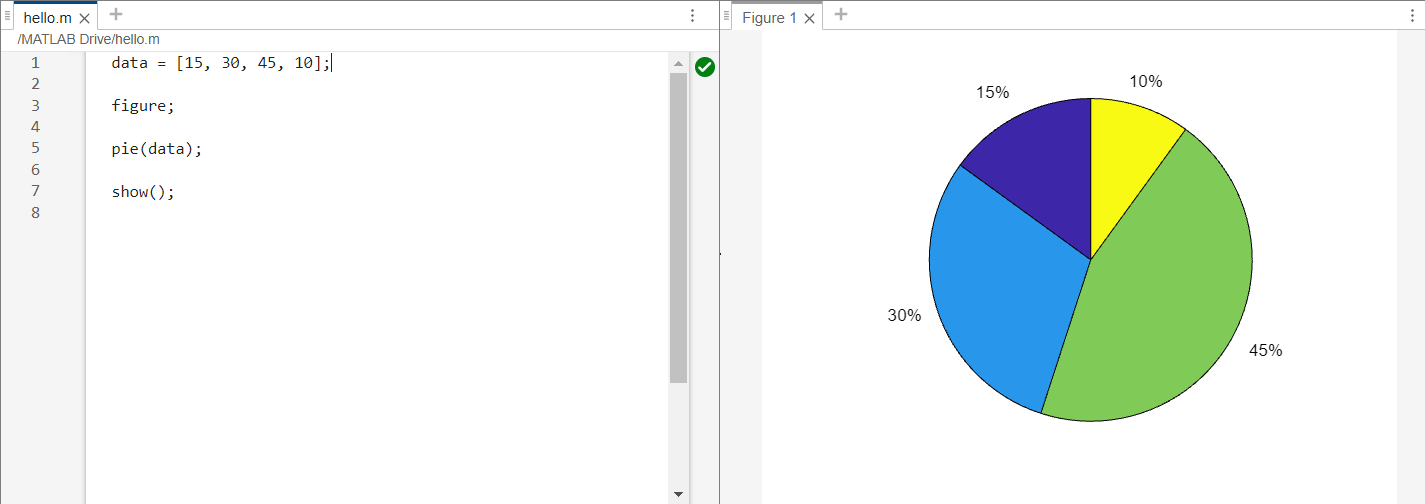 hello.m
/MATLAB Drive/hello.m
1 data = [15, 30, 45, 10];
2
3 figure;
4
5 pie(data);
6
7 show();
8
Figure 1
10%
15%
30%
45%